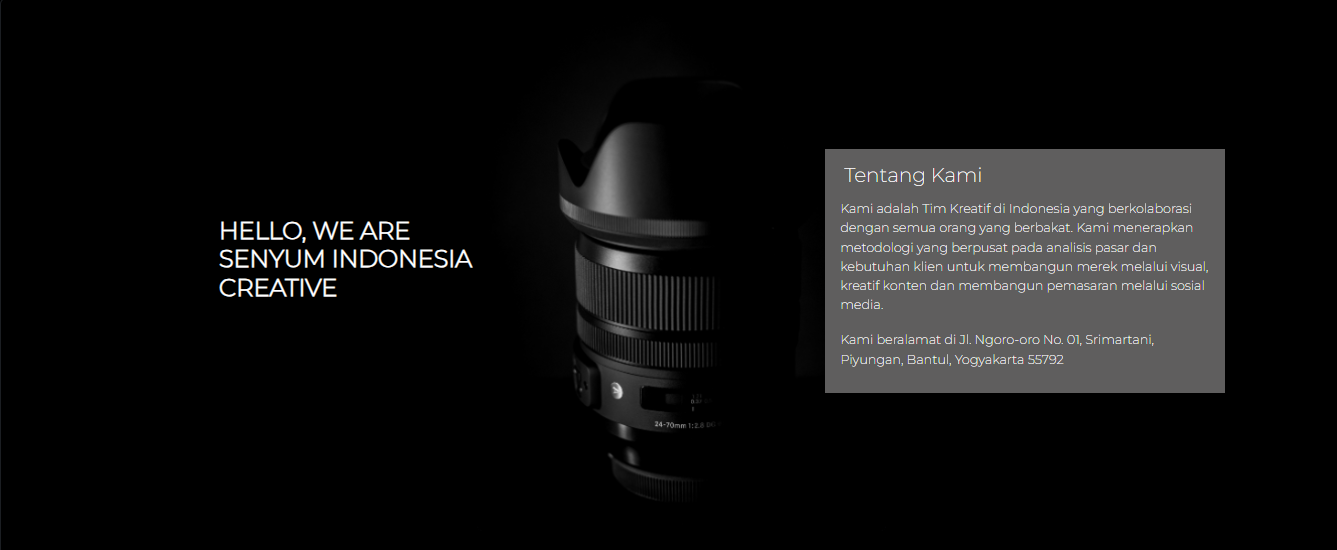 HELLO, WE ARE
SENYUM INDONESIA
CREATIVE
Tentang Kami
Kami adalah Tim Kreatif di Indonesia yang berkolaborasi
dengan semua orang yang berbakat. Kami menerapkan
metodologi yang berpusat pada analisis pasar dan
kebutuhan klien untuk membangun merek melalui visual,
kreatif konten dan membangun pemasaran melalui sosial
media.
Kami beralamat di Jl. Ngoro-oro No. 01, Srimartani,
Piyungan, Bantul, Yogyakarta 55792
24-70mm 1:2.8